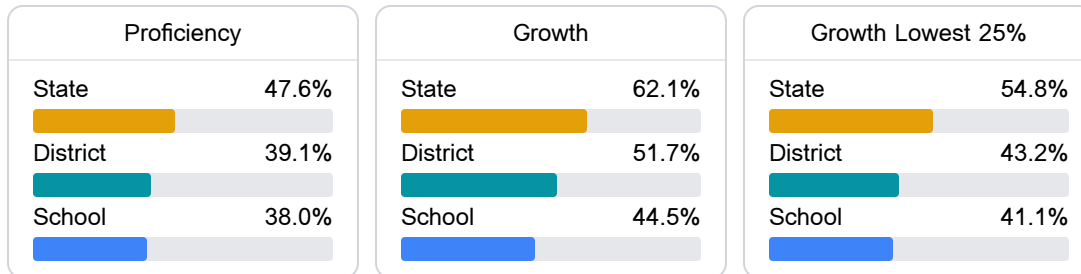 Proficiency
State 47.6%
District 39.1%
School 38.0%
Growth
State 62.1%
District 51.7%
School 44.5%
Growth Lowest 25%
State 54.8%
District 43.2%
School 41.1%